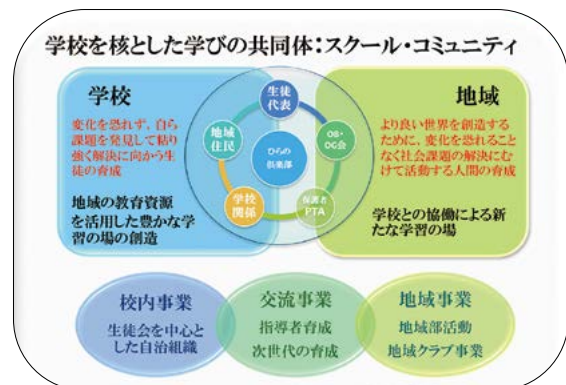 学校を核とした学びの共同体：スクール・コミュニティ
学校
変化を恐れず、自ら
課題を発見して粘り
強く解決に向かう生
徒の育成
地域の教育資源
を活用した豊かな学
習の場の創造
生徒
代表
地域
住民
OB・
OG会
ひらの
倶楽部
学校
関係
保護者
PTA
地域
より良い世界を創造する
ために、変化を恐れること
なく社会課題の解決にむ
けて活動する人間の育成
学校との協働による新
たな学習の場
校内事業
生徒会を中心と
した自治組織
交流事業
指導者育成
次世代の育成
地域事業
地域部活動
地域クラブ事業